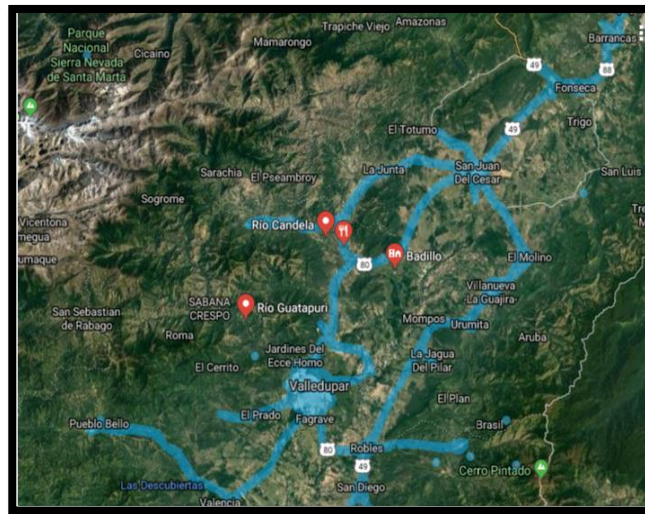 Trapiche Viejo
Amazonas
Parque
Nacional
Sierra Nevada
de Santa Marta
Cicaino
Mamarongo
Barrancas
49
88
Fonseca
El Totumo
49
Trigo
Sarachia
El Pseambroy
La Junta
San Juan
Del Cesar
San Luis
Sogrome
Vicentona
Río Candela
Badillo
80
El Molino
Villanueva
-La Guajira-
SABANA
CRESPO
Río Guatapuri
San Sebastian
de Rabago
Roma
Mompos
Urumita
Aruba
Jardines Del
Ecce Homo
La Jagua
Del Pilar
El Cerrito
Valledupar
El Plan
El Prado
Fagrave
Pueblo Bello
Brasil
80
Robles
49
Cerro Pintado
Las Descubiertas
Valencia
San Diego